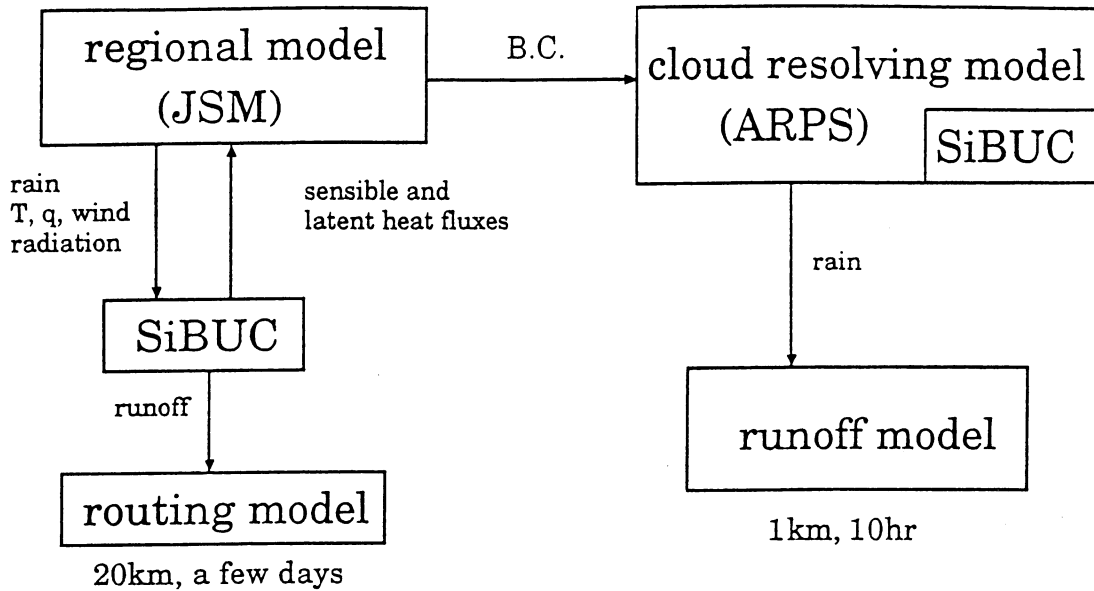 regional model
(JSM)
B.C.
cloud resolving model
(ARPS)
SiBUC
rain
T, q, wind
radiation
sensible and
latent heat fluxes
rain
SiBUC
runoff
runoff model
routing model
1km, 10hr
20km, a few days